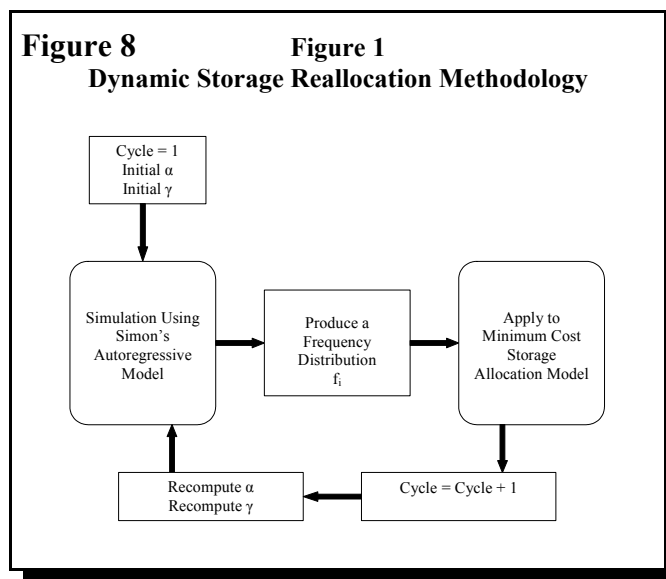 Figure 8 Figure 1
Dynamic Storage Reallocation Methodology
Cycle = 1
Initial α
Initial γ
Simulation Using
Simon's
Autoregressive
Model
Produce a
Frequency
Distribution
fᵢ
Apply to
Minimum Cost
Storage
Allocation Model
Recompute α
Recompute γ
Cycle = Cycle + 1